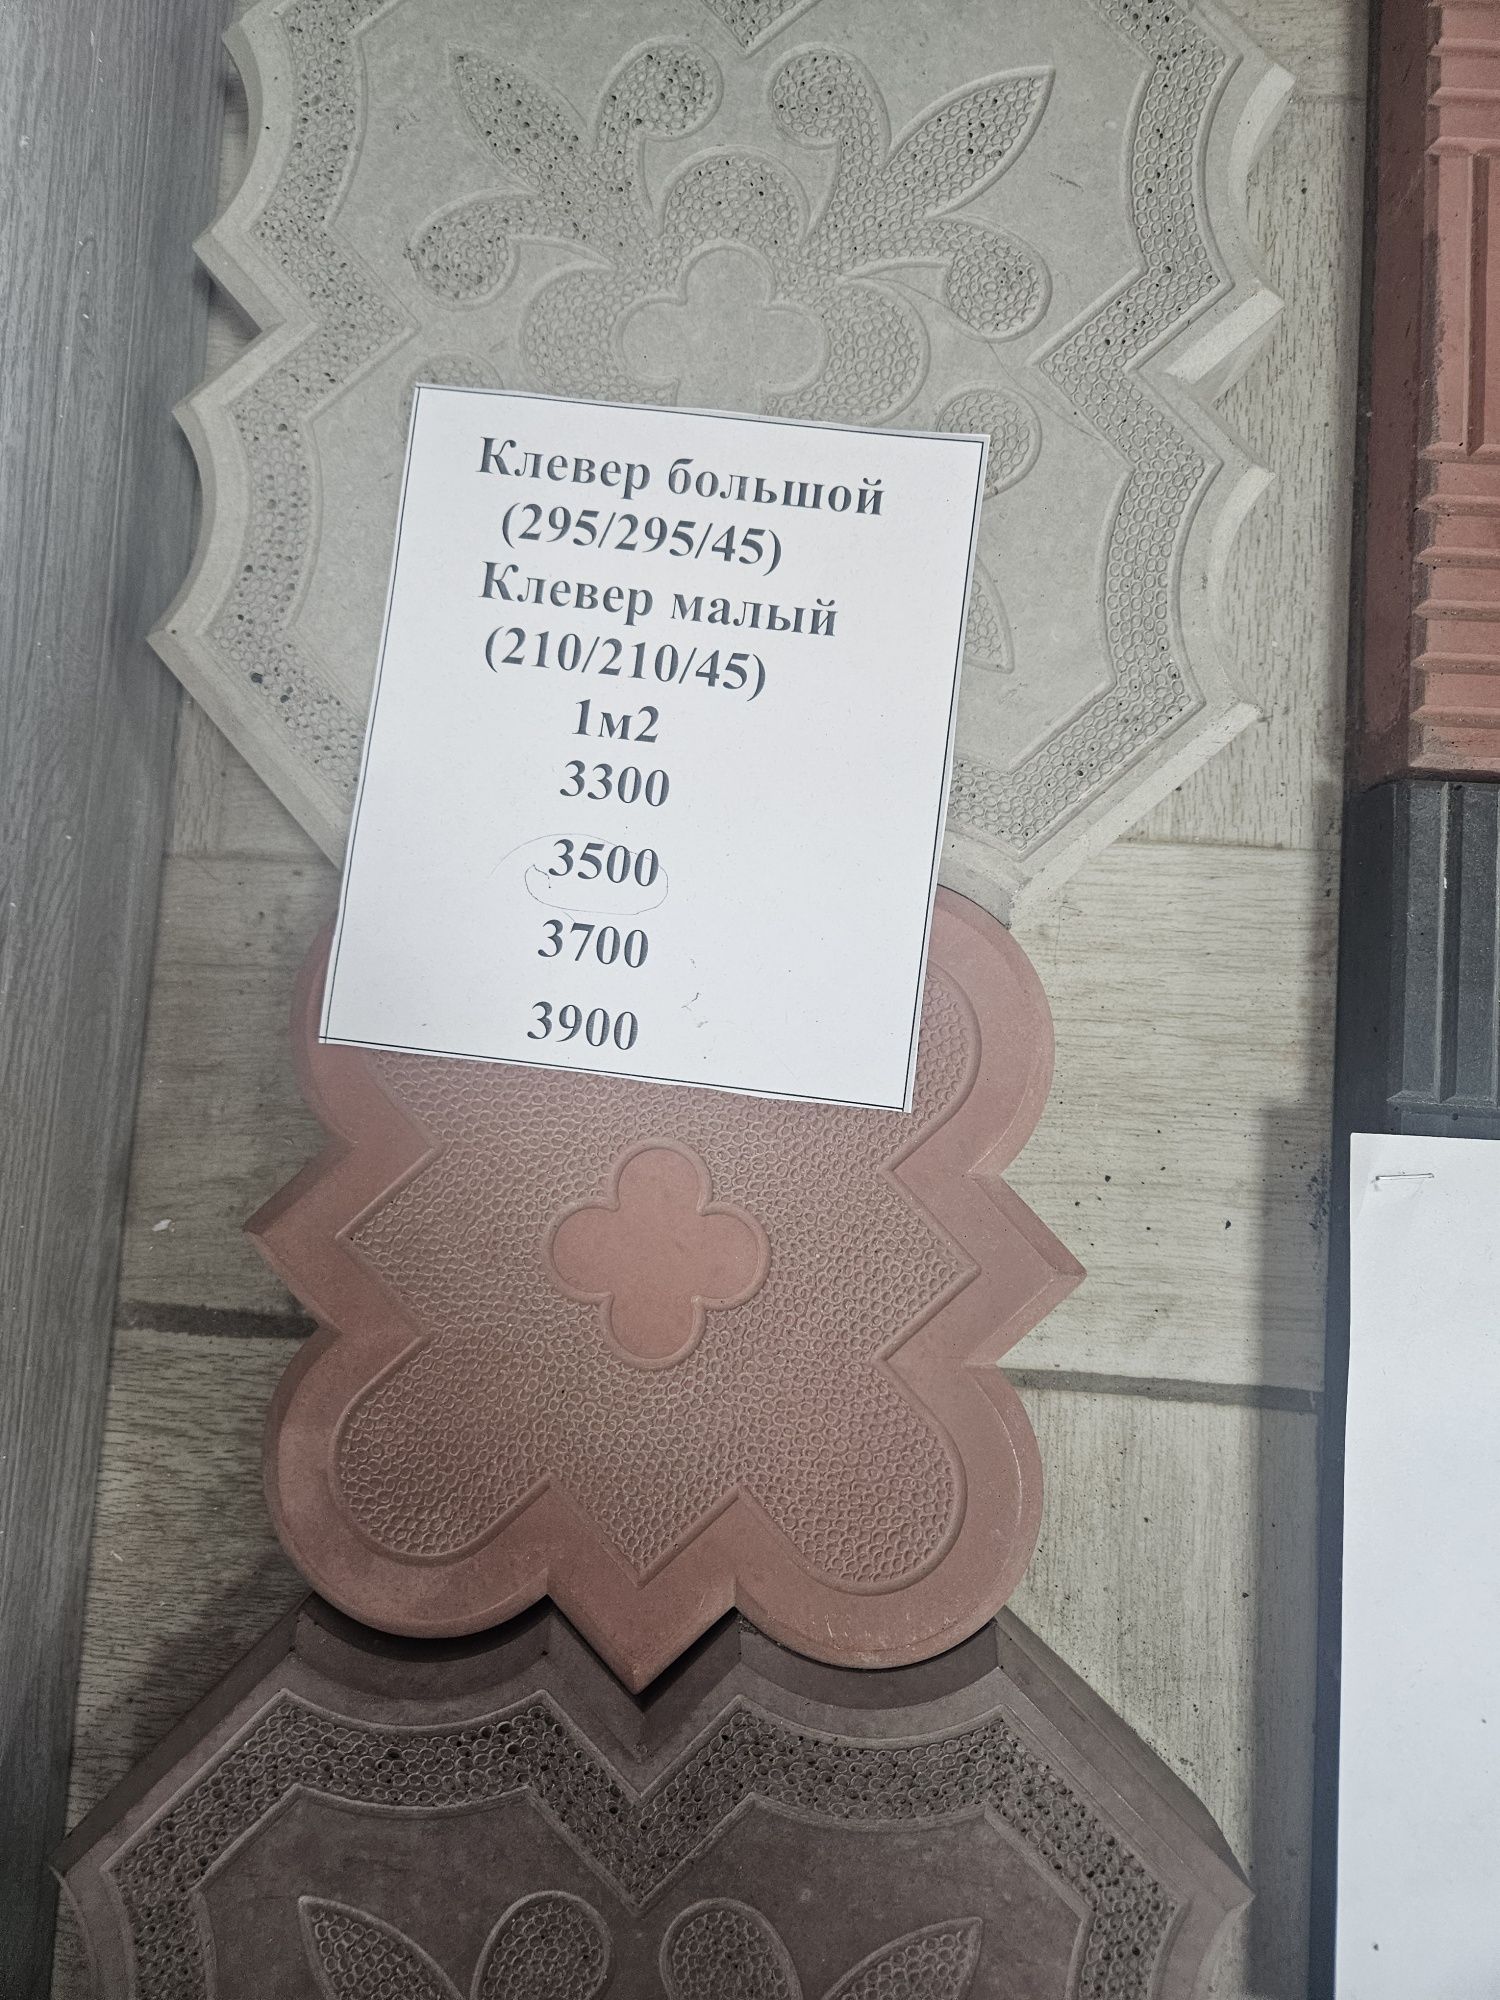 Клевер большой
(295/295/45)
Клевер малый
(210/210/45)
1м2
3300
3500
3700
3900